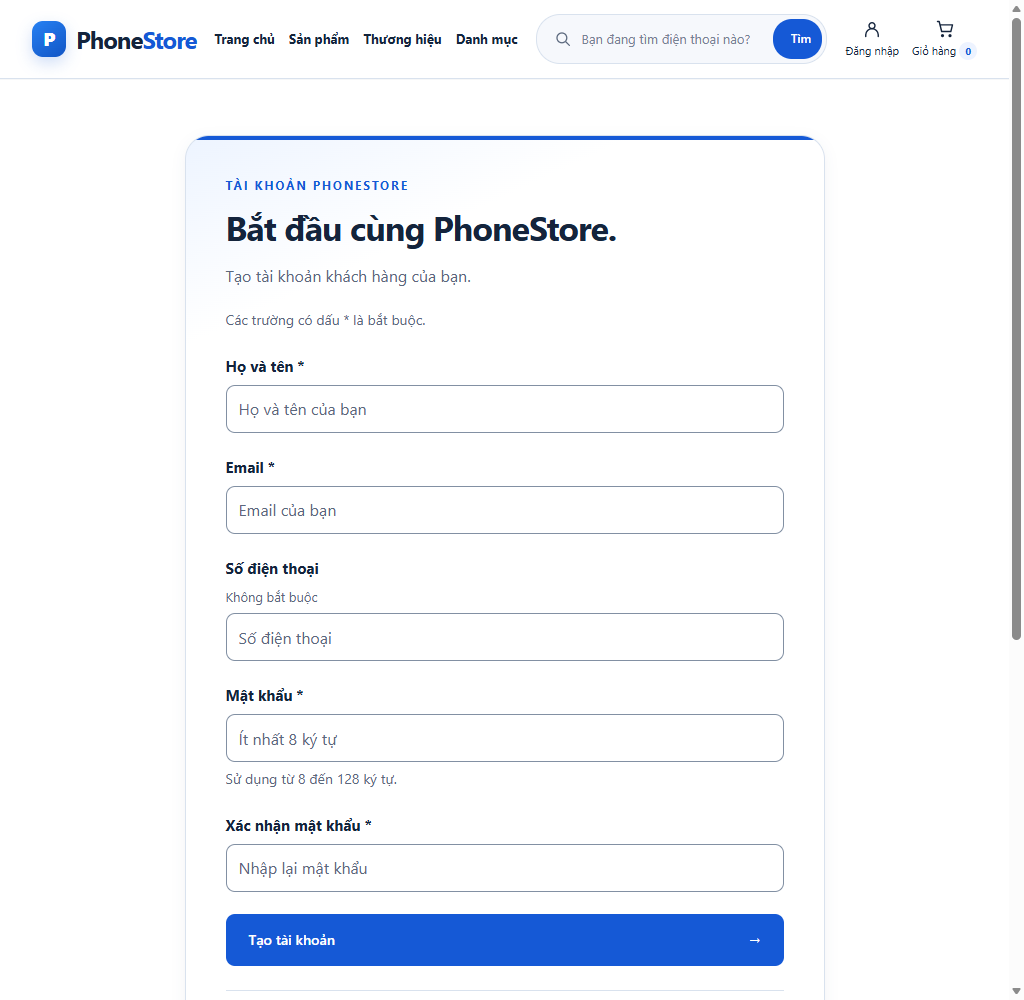 P PhoneStore Trang chủ Sản phẩm Thương hiệu Danh mục Bạn đang tìm điện thoại nào? Tìm Đăng nhập Giỏ hàng 0
TÀI KHOẢN PHONESTORE
Bắt đầu cùng PhoneStore.
Tạo tài khoản khách hàng của bạn.
Các trường có dấu * là bắt buộc.
Họ và tên *
Họ và tên của bạn
Email *
Email của bạn
Số điện thoại
Không bắt buộc
Số điện thoại
Mật khẩu *
Ít nhất 8 ký tự
Sử dụng từ 8 đến 128 ký tự.
Xác nhận mật khẩu *
Nhập lại mật khẩu
Tạo tài khoản →